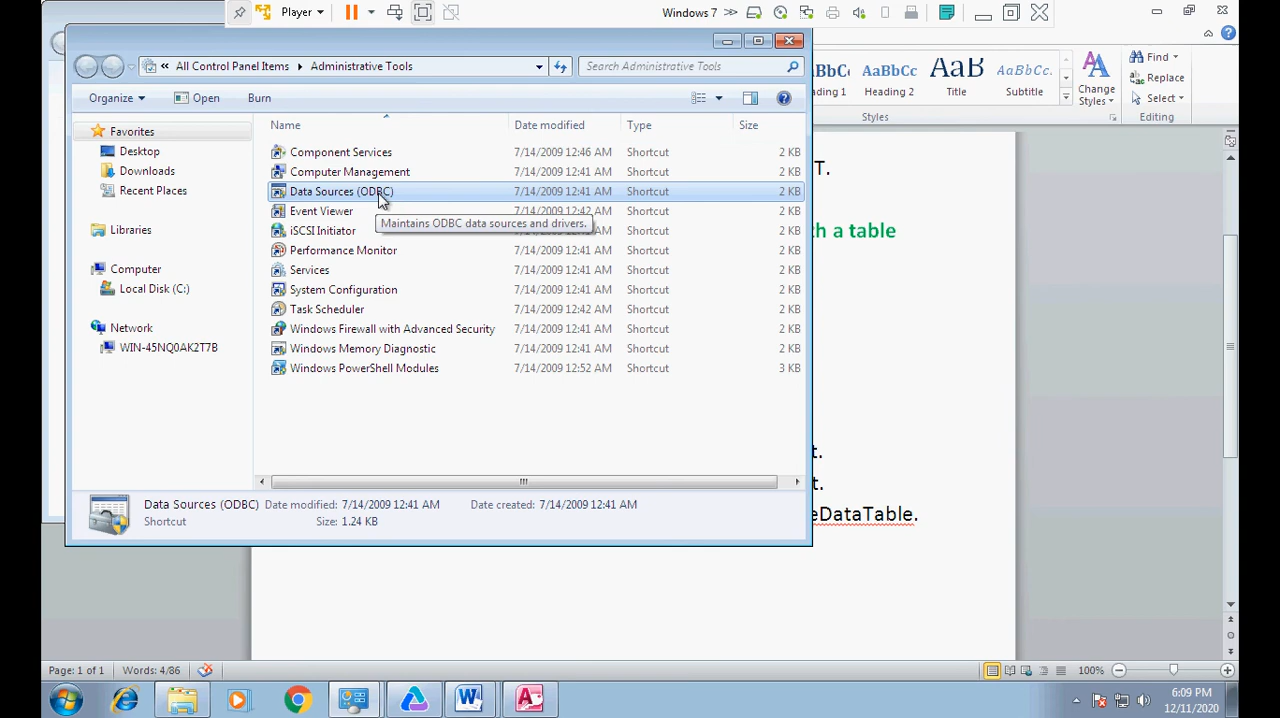 Player
Windows 7
All Control Panel Items
Administrative Tools
Search Administrative Tools
Organize
Open
Burn
Name
Date modified
Type
Size
Favorites
Desktop
Downloads
Recent Places
Libraries
Computer
Local Disk (C:)
Network
WIN-45NQ0AK2T7B
Component Services 7/14/2009 12:46 AM Shortcut 2 KB
Computer Management 7/14/2009 12:41 AM Shortcut 2 KB
Data Sources (ODBC) 7/14/2009 12:41 AM Shortcut 2 KB
Event Viewer 7/14/2009 12:42 AM Shortcut 2 KB
Maintains ODBC data sources and drivers.
iSCSI Initiator Shortcut 2 KB
Performance Monitor 7/14/2009 12:41 AM Shortcut 2 KB
Services 7/14/2009 12:41 AM Shortcut 2 KB
System Configuration 7/14/2009 12:41 AM Shortcut 2 KB
Task Scheduler 7/14/2009 12:42 AM Shortcut 2 KB
Windows Firewall with Advanced Security 7/14/2009 12:41 AM Shortcut 2 KB
Windows Memory Diagnostic 7/14/2009 12:41 AM Shortcut 2 KB
Windows PowerShell Modules 7/14/2009 12:52 AM Shortcut 3 KB
Data Sources (ODBC) Date modified: 7/14/2009 12:41 AM Date created: 7/14/2009 12:41 AM
Shortcut Size: 1.24 KB
bBbC AaBbCc AaB AaBbCc.
ding 1 Heading 2 Title Subtitle
Change
Styles
Styles
Find
Replace
Select
Editing
T.
h a table
t.
t.
eDataTable.
Page: 1 of 1
Words: 4/86
100%
6:09 PM
12/11/2020